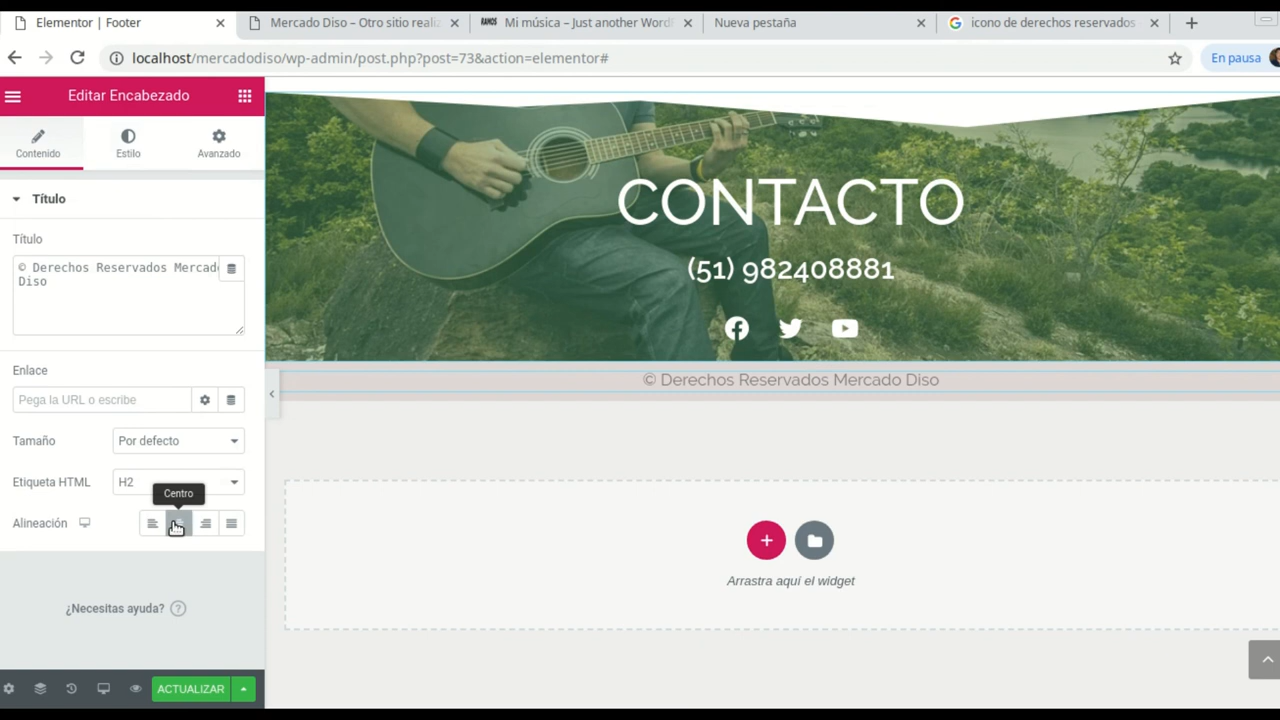 Elementor | Footer
Mercado Diso – Otro sitio realiz
RAMOS
Mi música – Just another WordP
Nueva pestaña
icono de derechos reservados
localhost/mercadodiso/wp-admin/post.php?post=73&action=elementor#
En pausa
Editar Encabezado
Contenido
Estilo
Avanzado
Título
Título
© Derechos Reservados Mercado
Diso
Enlace
Pega la URL o escribe
Tamaño
Por defecto
Etiqueta HTML
H2
Centro
Alineación
¿Necesitas ayuda?
ACTUALIZAR
CONTACTO
(51) 982408881
© Derechos Reservados Mercado Diso
Arrastra aquí el widget